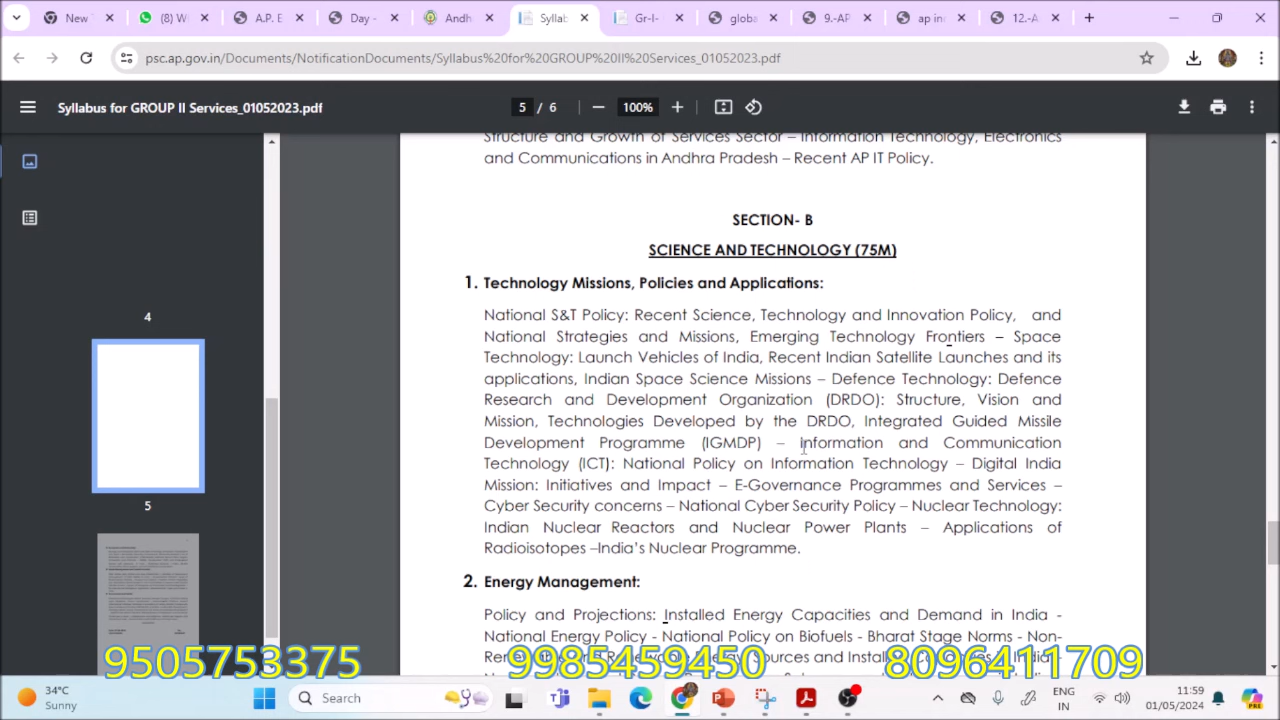 New T
(8) W
A.P. E
Day -
Andh
Syllab
Gr-I-
globa
9.-AP
ap in
12.-A
psc.ap.gov.in/Documents/NotificationDocuments/Syllabus%20for%20GROUP%20II%20Services_01052023.pdf
Syllabus for GROUP II Services_01052023.pdf
5 / 6
100%
4
5
Structure and Growth of Services Sector – Information Technology, Electronics
and Communications in Andhra Pradesh – Recent AP IT Policy.
SECTION- B
SCIENCE AND TECHNOLOGY (75M)
1. Technology Missions, Policies and Applications:
National S&T Policy: Recent Science, Technology and Innovation Policy, and
National Strategies and Missions, Emerging Technology Frontiers – Space
Technology: Launch Vehicles of India, Recent Indian Satellite Launches and its
applications, Indian Space Science Missions – Defence Technology: Defence
Research and Development Organization (DRDO): Structure, Vision and
Mission, Technologies Developed by the DRDO, Integrated Guided Missile
Development Programme (IGMDP) – Information and Communication
Technology (ICT): National Policy on Information Technology – Digital India
Mission: Initiatives and Impact – E-Governance Programmes and Services –
Cyber Security concerns – National Cyber Security Policy – Nuclear Technology:
Indian Nuclear Reactors and Nuclear Power Plants – Applications of
Radioisotopes –India's Nuclear Programme.
2. Energy Management:
Policy and Projections: Installed Energy Capacities and Demand in India -
National Energy Policy - National Policy on Biofuels - Bharat Stage Norms - Non-
9505753375 9985459450 8096411709
34°C
Sunny
Search
ENG
IN
11:59
01/05/2024
PRE